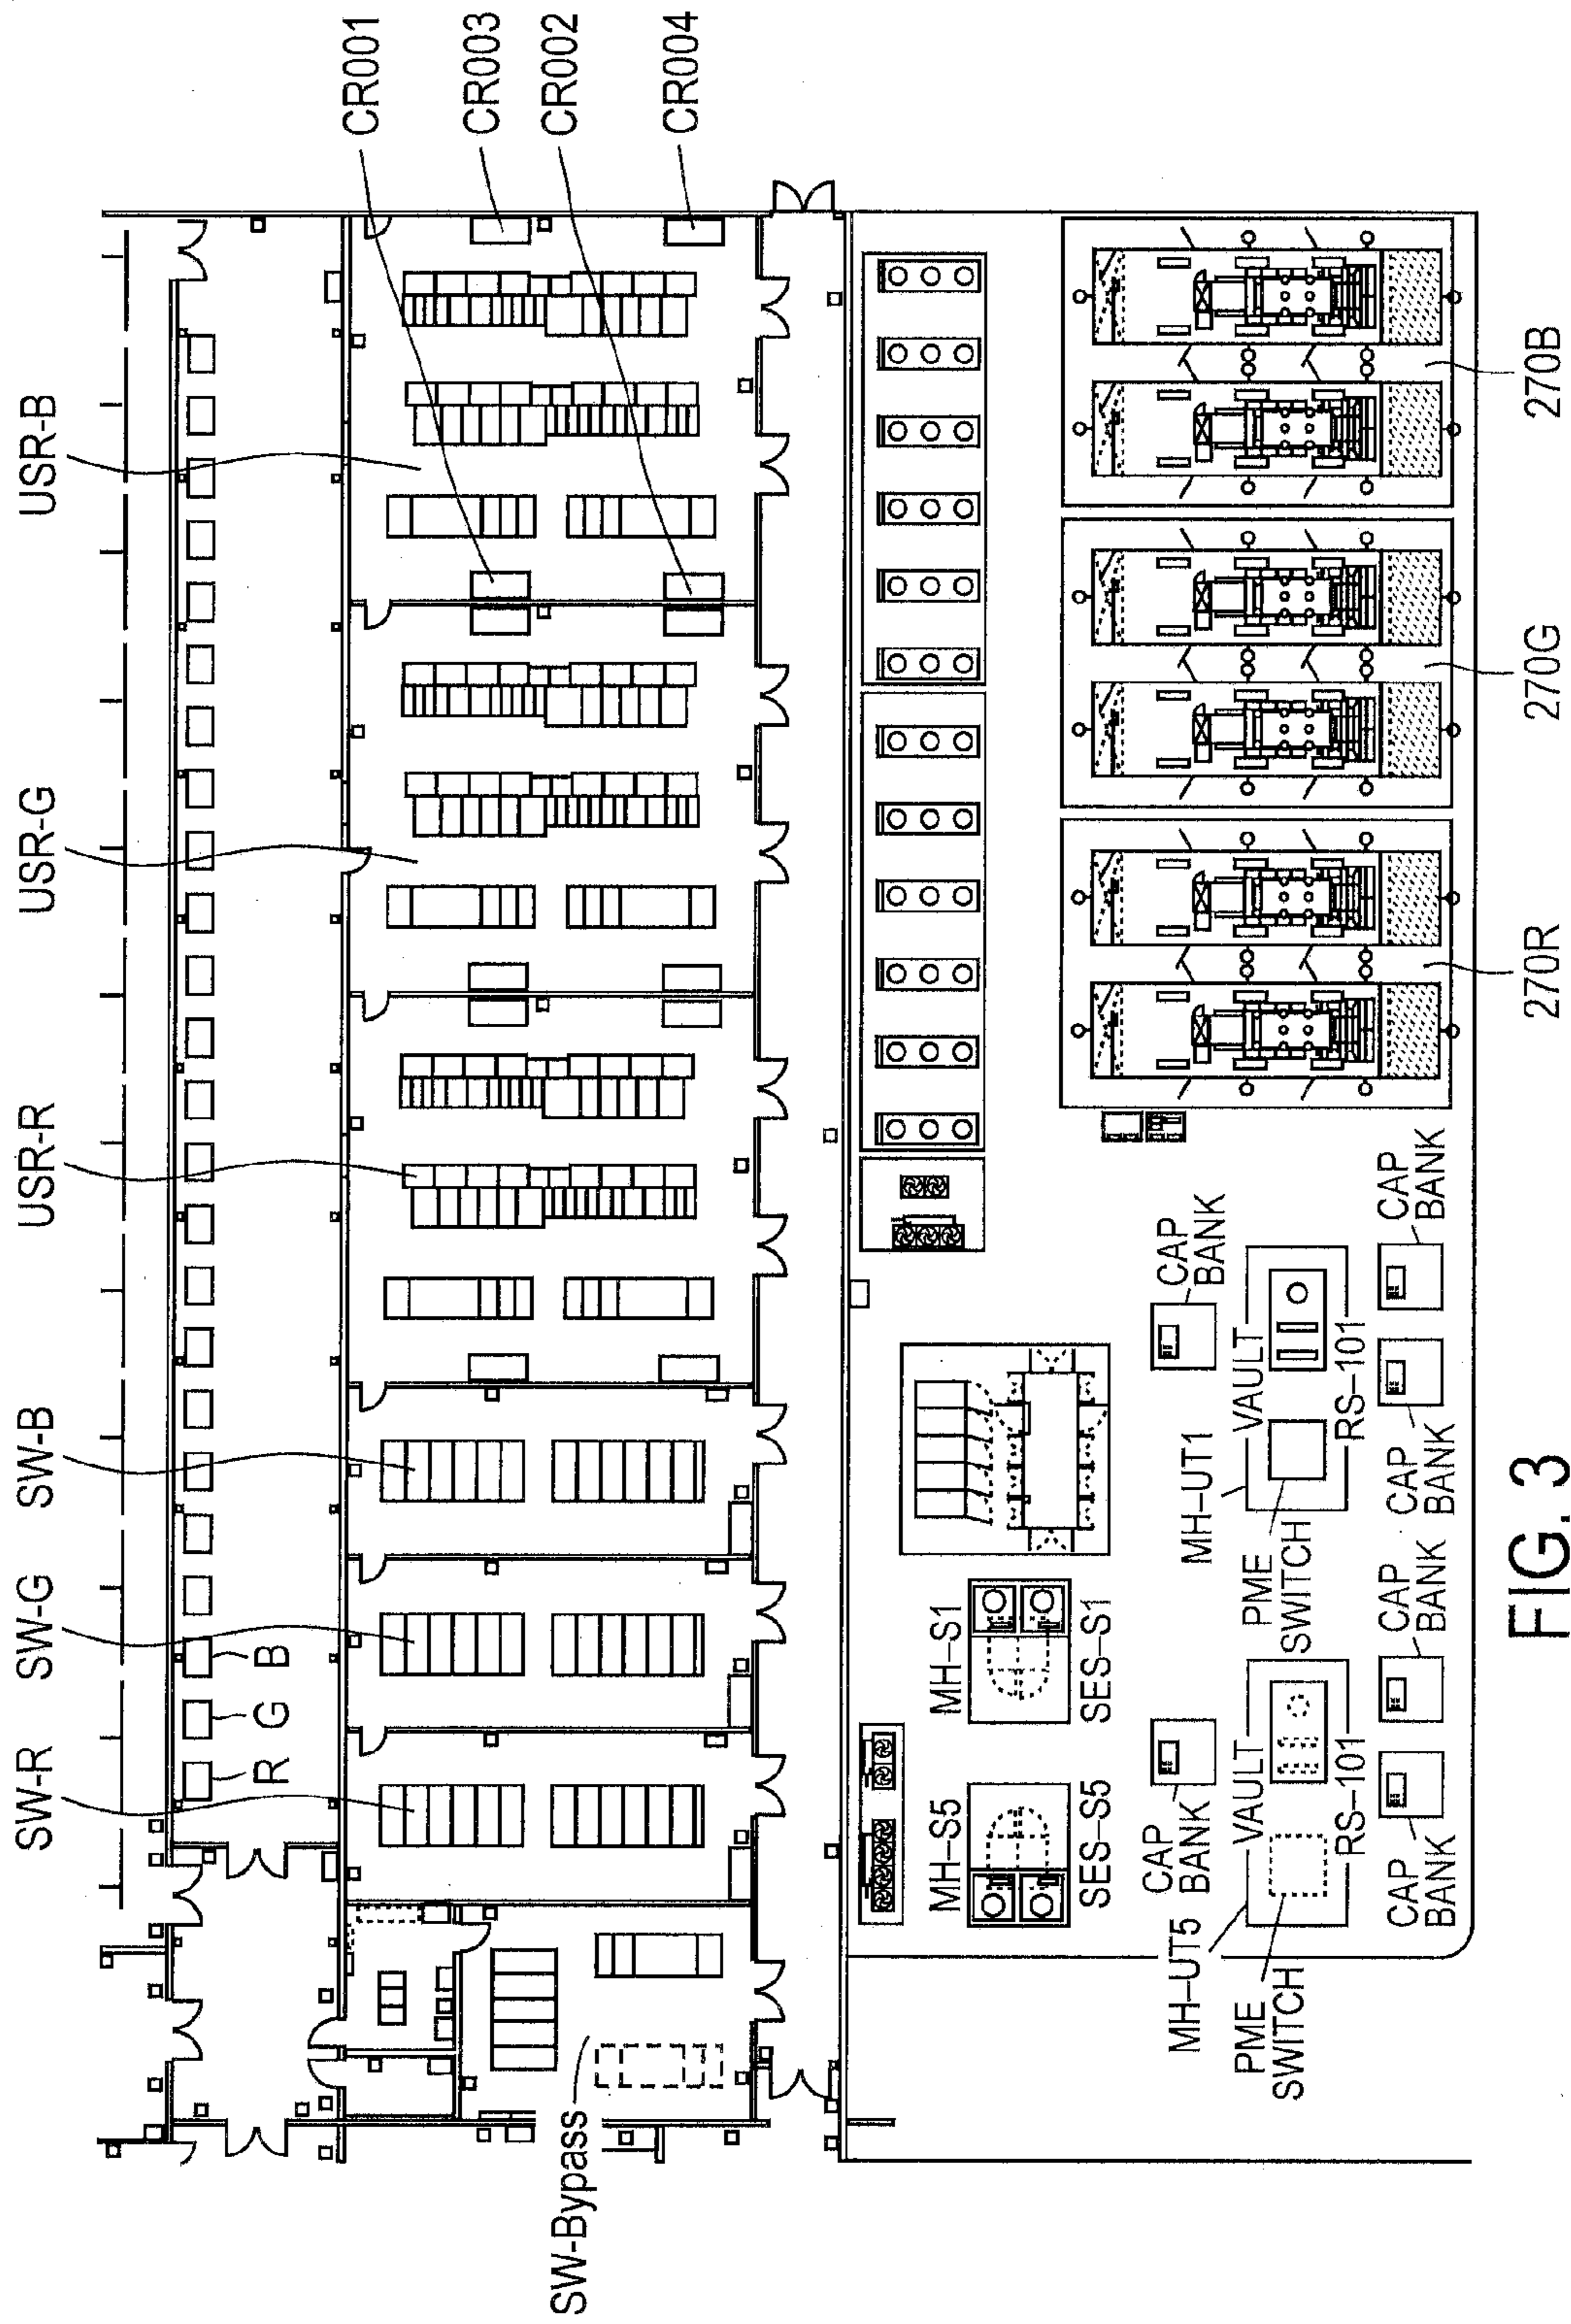 SW-R
SW-G
SW-B
USR-R
USR-G
USR-B
R
G
B
CR001
CR003
CR002
CR004
SW-Bypass
MH-S5
SES-S5
MH-S1
SES-S1
CAP
BANK
CAP
BANK
MH-UT5
VAULT
PME
SWITCH
RS-101
MH-UT1
VAULT
PME
SWITCH
RS-101
CAP
BANK
CAP
BANK
CAP
BANK
CAP
BANK
270R
270G
270B
FIG. 3